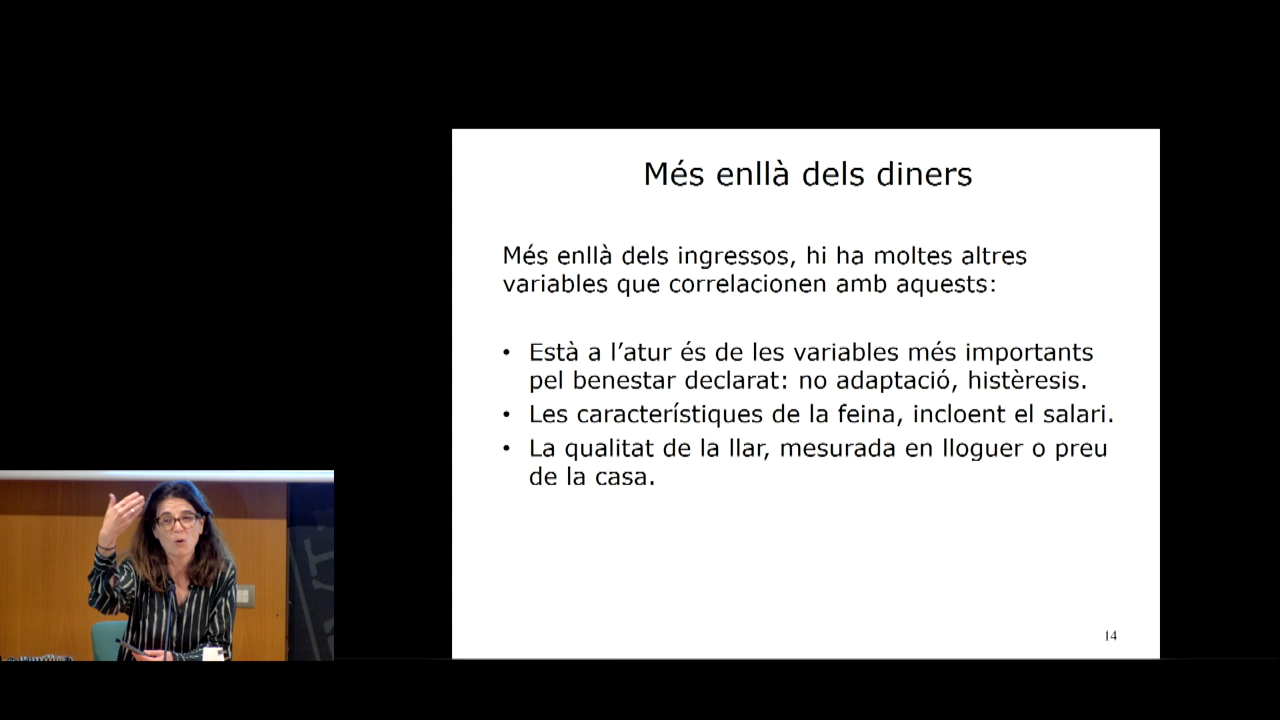 Més enllà dels diners
Més enllà dels ingressos, hi ha moltes altres
variables que correlacionen amb aquests:
• Està a l’atur és de les variables més importants
pel benestar declarat: no adaptació, histèresis.
• Les característiques de la feina, incloent el salari.
• La qualitat de la llar, mesurada en lloguer o preu
de la casa.
14